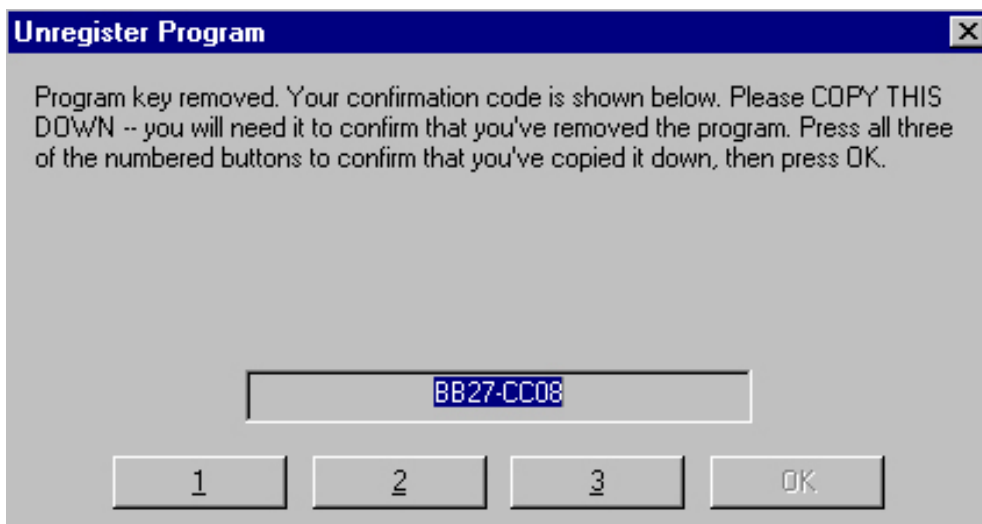 Unregister Program
Program key removed. Your confirmation code is shown below. Please COPY THIS
DOWN -- you will need it to confirm that you've removed the program. Press all three
of the numbered buttons to confirm that you've copied it down, then press OK.
BB27-CC08
1 2 3 OK